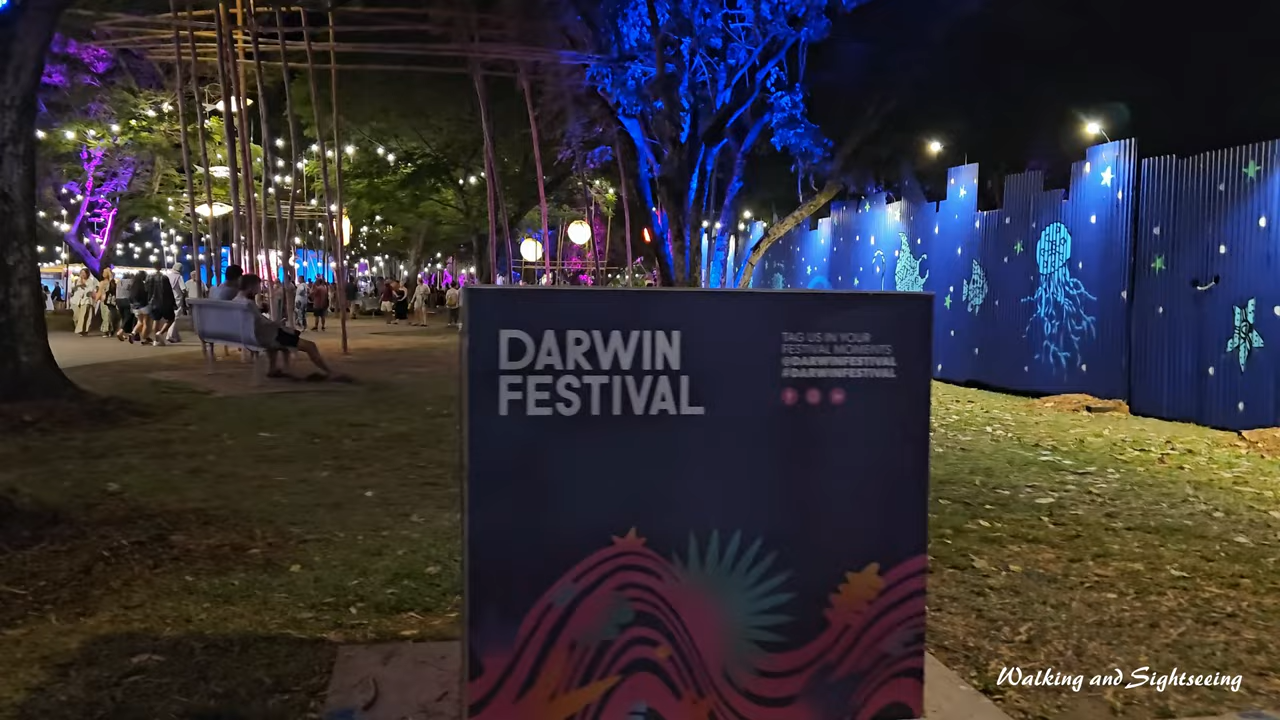 DARWIN
FESTIVAL
TAG US IN YOUR
FESTIVAL MOMENTS
@DARWINFESTIVAL
#DARWINFESTIVAL
Walking and Sightseeing